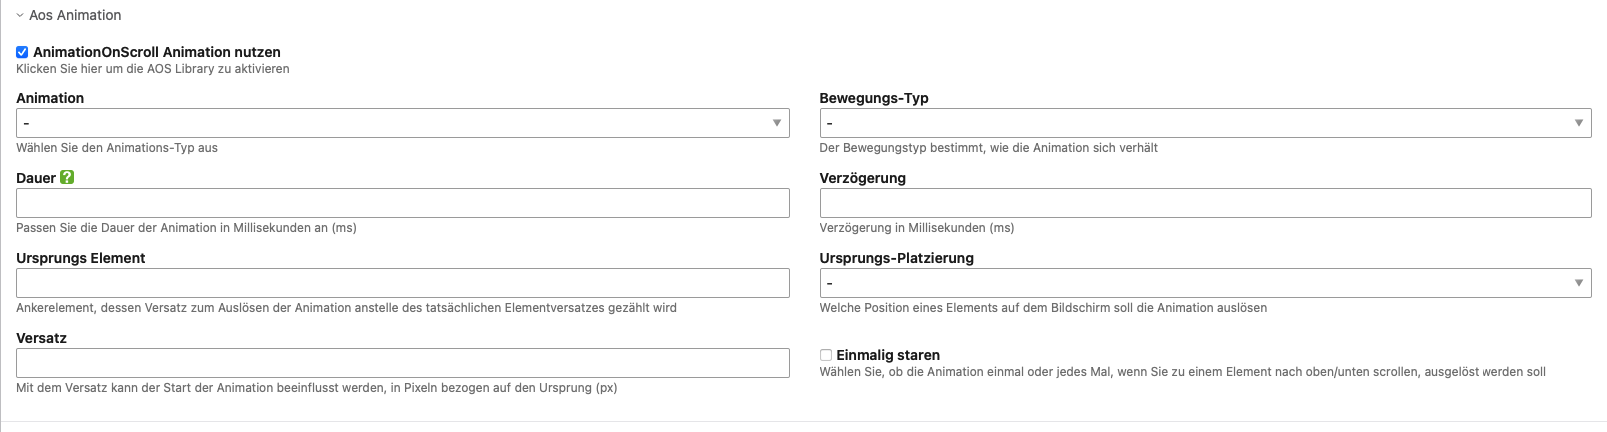 Aos Animation
AnimationOnScroll Animation nutzen
Klicken Sie hier um die AOS Library zu aktivieren
Animation
-
Wählen Sie den Animations-Typ aus
Bewegungs-Typ
-
Der Bewegungstyp bestimmt, wie die Animation sich verhält
Dauer ?
Passen Sie die Dauer der Animation in Millisekunden an (ms)
Verzögerung
Verzögerung in Millisekunden (ms)
Ursprungs Element
Ankerelement, dessen Versatz zum Auslösen der Animation anstelle des tatsächlichen Elementversatzes gezählt wird
Ursprungs-Platzierung
-
Welche Position eines Elements auf dem Bildschirm soll die Animation auslösen
Versatz
Mit dem Versatz kann der Start der Animation beeinflusst werden, in Pixeln bezogen auf den Ursprung (px)
Einmalig staren
Wählen Sie, ob die Animation einmal oder jedes Mal, wenn Sie zu einem Element nach oben/unten scrollen, ausgelöst werden soll